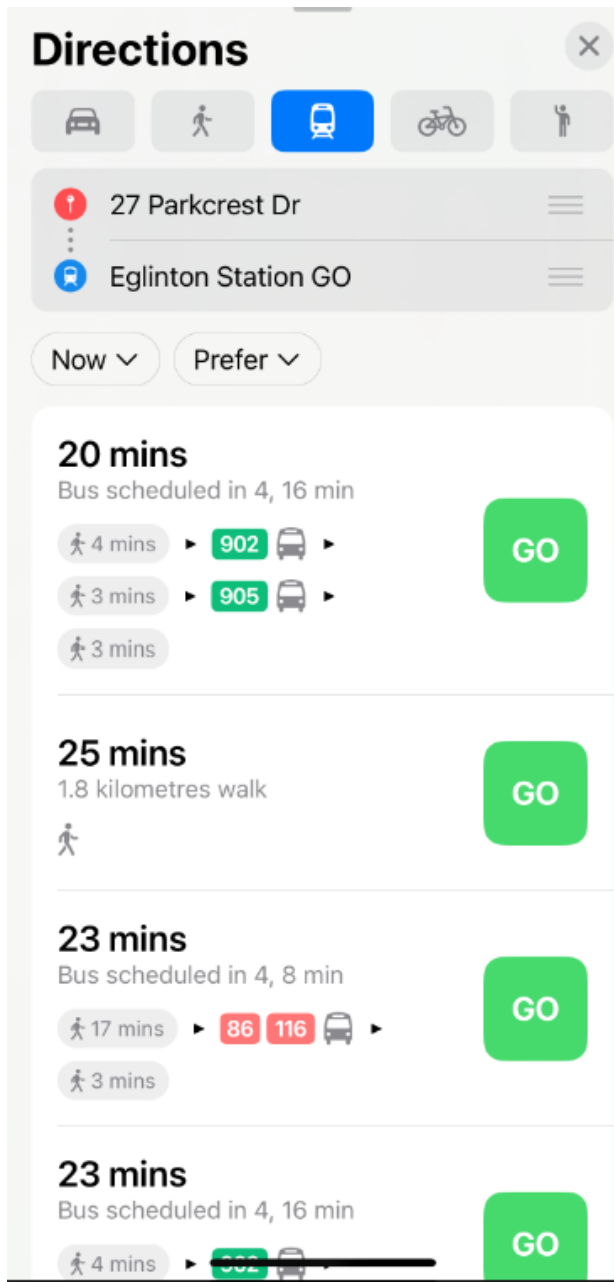 Directions
27 Parkcrest Dr
Eglinton Station GO
Now Prefer
20 mins
Bus scheduled in 4, 16 min
4 mins 902
3 mins 905
3 mins
GO
25 mins
1.8 kilometres walk
GO
23 mins
Bus scheduled in 4, 8 min
17 mins 86 116
3 mins
GO
23 mins
Bus scheduled in 4, 16 min
4 mins
GO